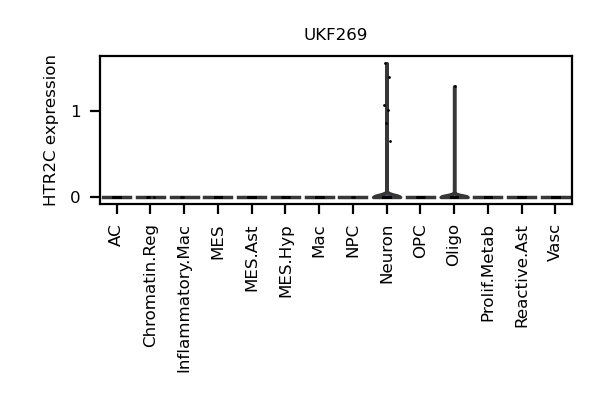 UKF269
HTR2C expression
1
0
AC
Chromatin.Reg
Inflammatory.Mac
MES
MES.Ast
MES.Hyp
Mac
NPC
Neuron
OPC
Oligo
Prolif.Metab
Reactive.Ast
Vasc